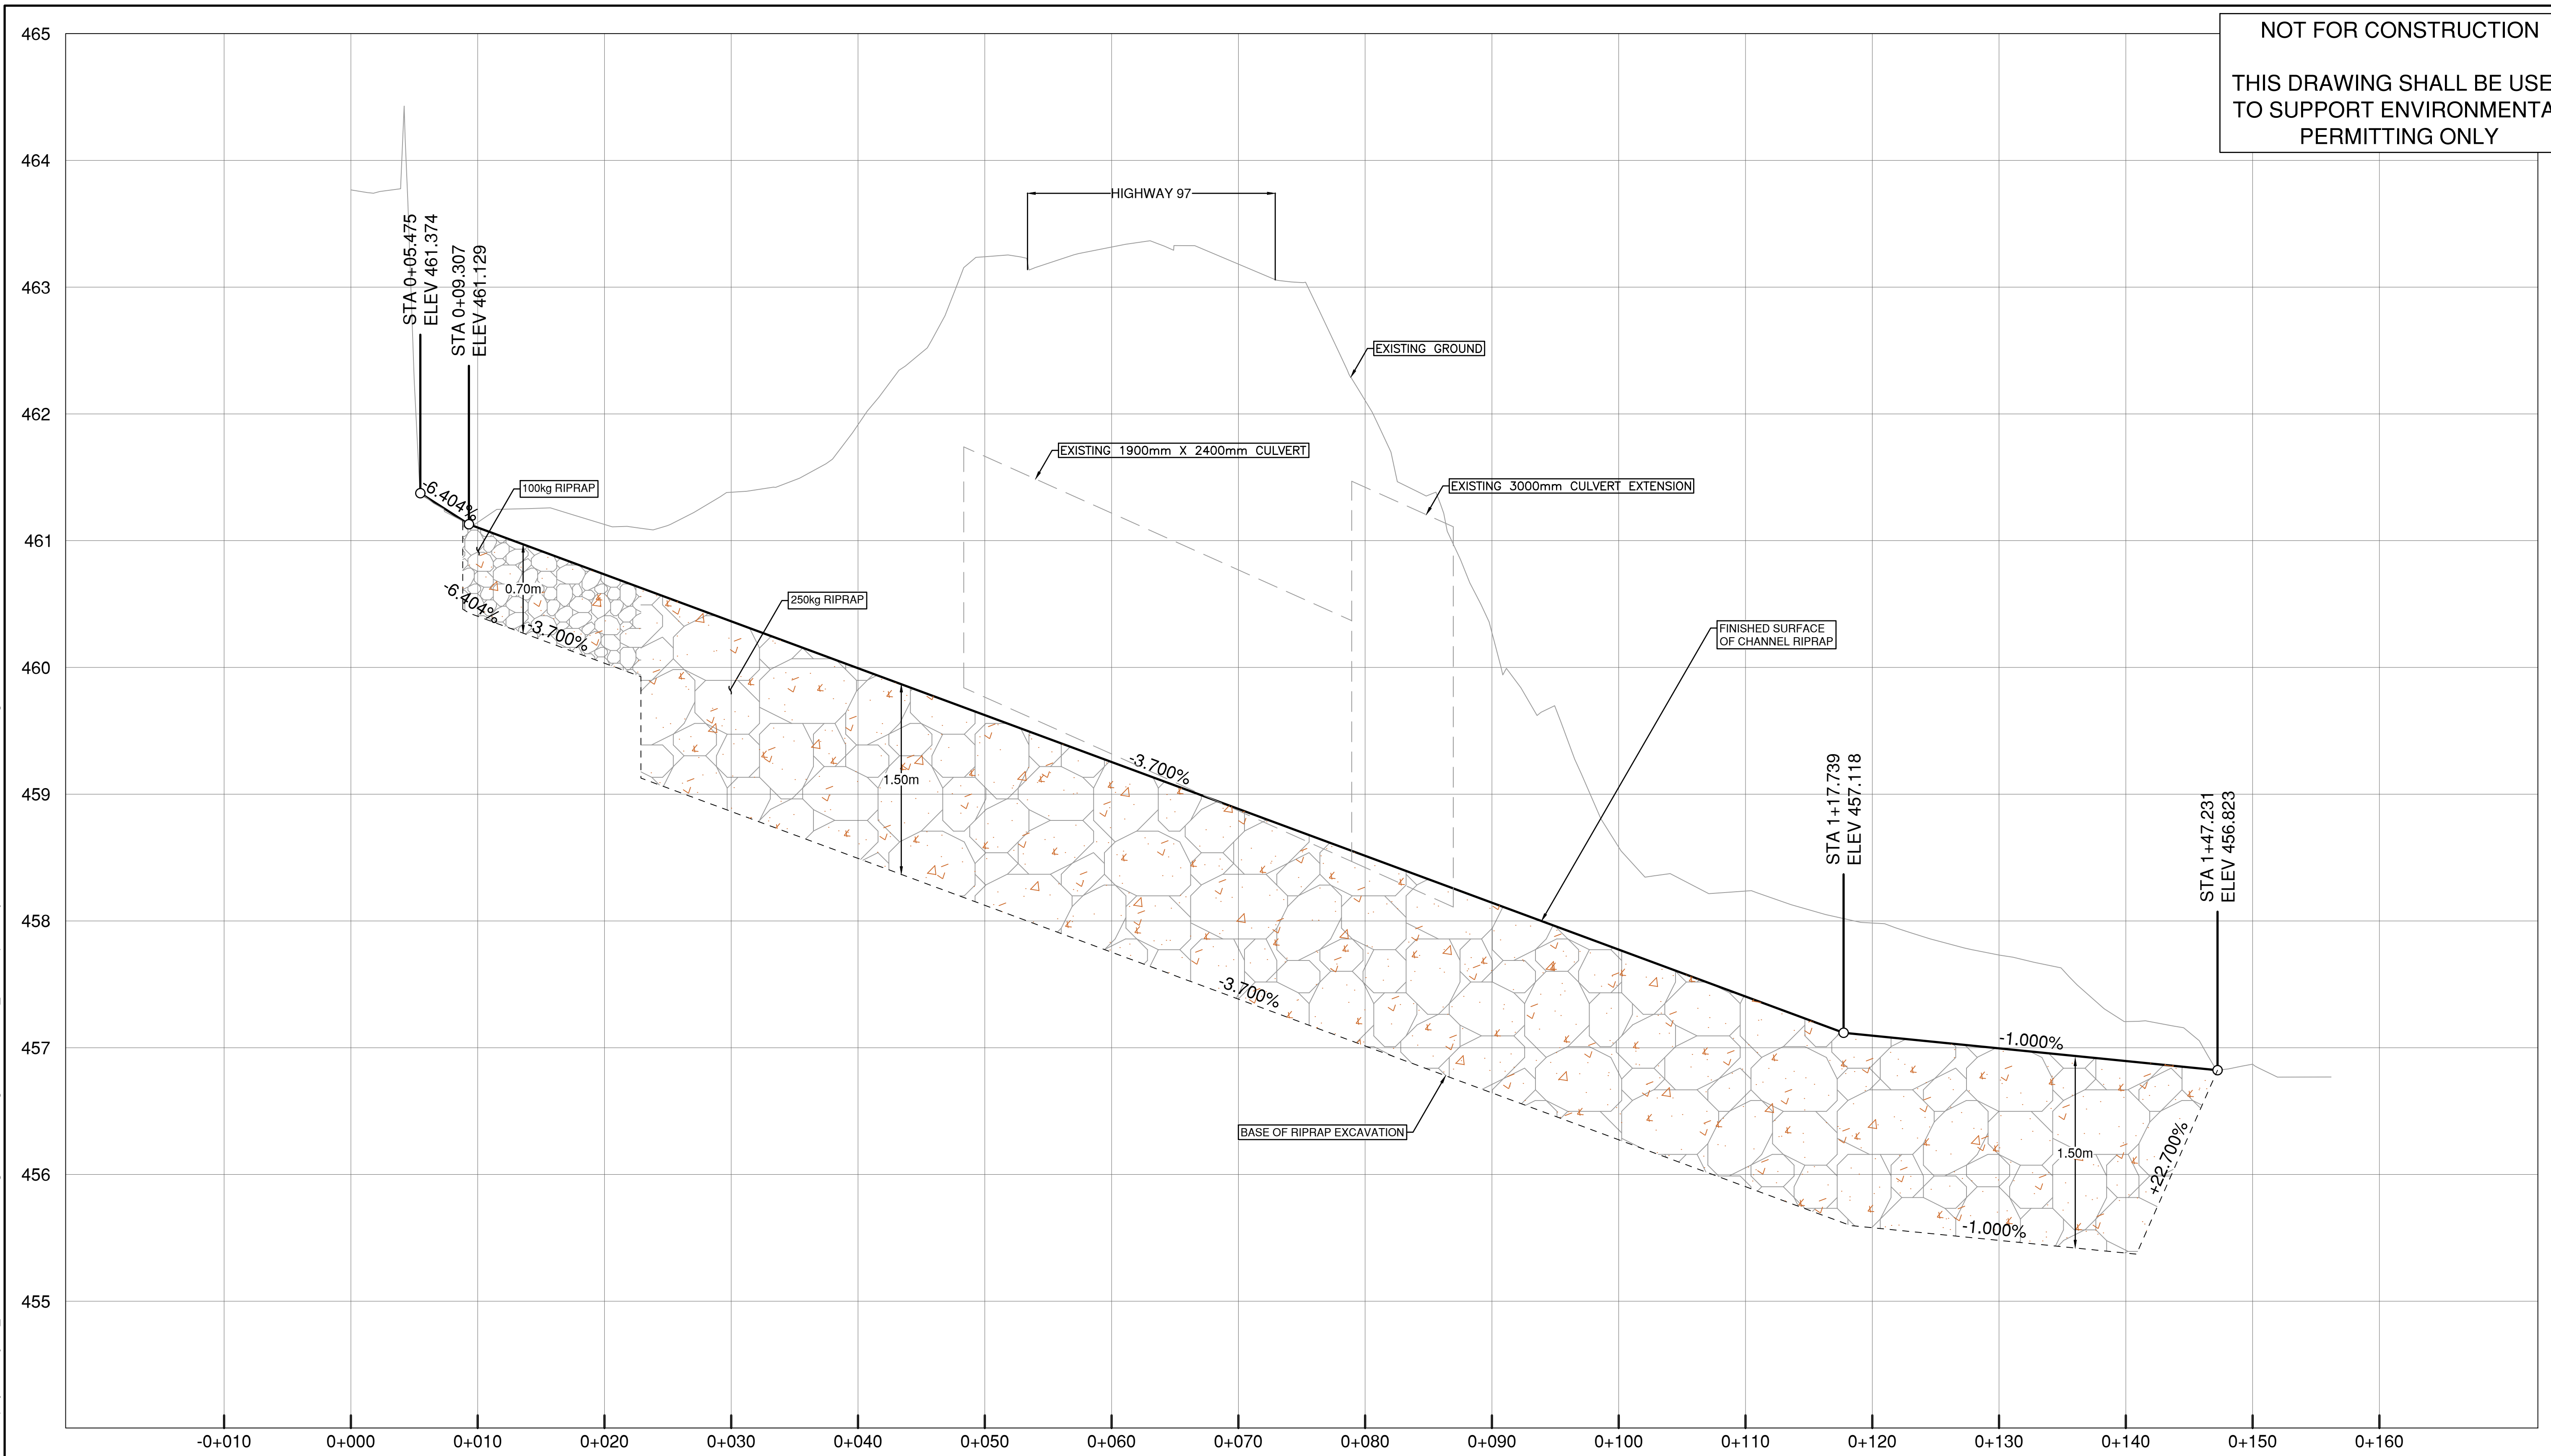 NOT FOR CONSTRUCTION
THIS DRAWING SHALL BE USE
TO SUPPORT ENVIRONMENTA
PERMITTING ONLY
465
464
463
462
461
460
459
458
457
456
455
HIGHWAY 97
STA 0+05.475
ELEV 461.374
STA 0+09.307
ELEV 461.129
EXISTING GROUND
EXISTING 1900mm X 2400mm CULVERT
EXISTING 3000mm CULVERT EXTENSION
-6.404%
100kg RIPRAP
0.70m
-6.404%
-3.700%
250kg RIPRAP
FINISHED SURFACE
OF CHANNEL RIPRAP
1.50m
-3.700%
STA 1+17.739
ELEV 457.118
STA 1+47.231
ELEV 456.823
-3.700%
-1.000%
BASE OF RIPRAP EXCAVATION
1.50m
+22.700%
-1.000%
-0+010
0+000
0+010
0+020
0+030
0+040
0+050
0+060
0+070
0+080
0+090
0+100
0+110
0+120
0+130
0+140
0+150
0+160